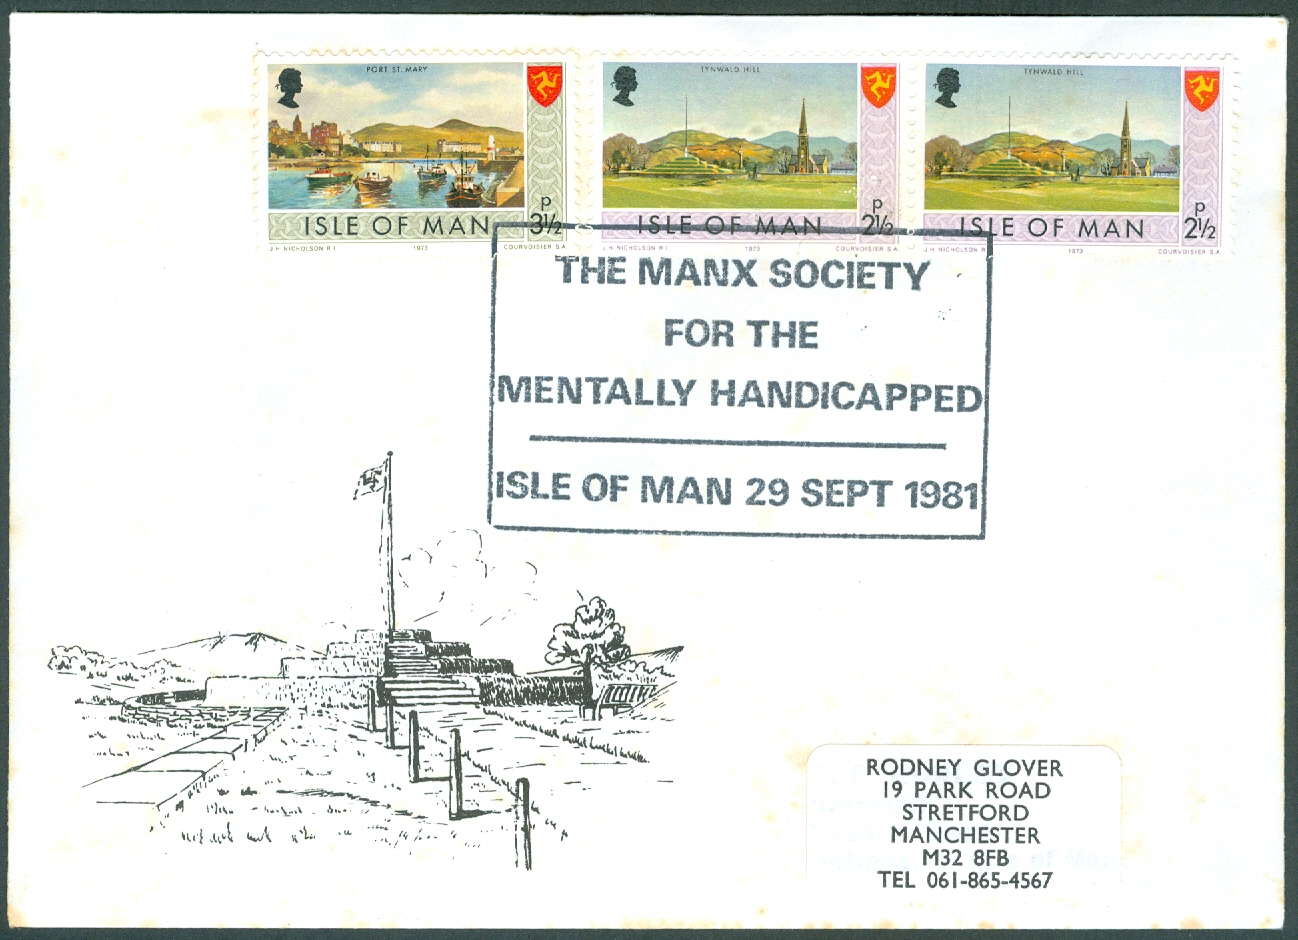 PORT ST. MARY
p
3½
ISLE OF MAN
J.H. NICHOLSON R I
1973
COURVOISIER S.A.
TYNWALD HILL
p
2½
ISLE OF MAN
J.H. NICHOLSON R I
1973
COURVOISIER S.A.
TYNWALD HILL
p
2½
ISLE OF MAN
J.H. NICHOLSON R
1973
COURVOISIER S.A.
THE MANX SOCIETY
FOR THE
MENTALLY HANDICAPPED
ISLE OF MAN 29 SEPT 1981
RODNEY GLOVER
19 PARK ROAD
STRETFORD
MANCHESTER
M32 8FB
TEL 061-865-4567